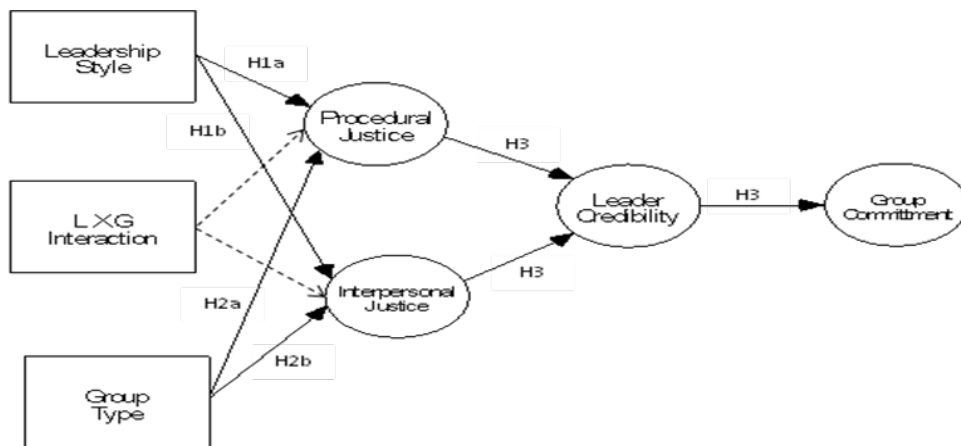 Leadership
Style
H1a
H1b
Procedural
Justice
H3
L X G
Interaction
Leader
Credibility
H3
Group
Committment
H3
H2a
Interpersonal
Justice
H2b
Group
Type